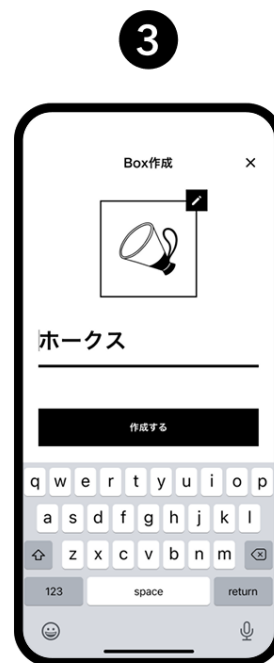 3
Box作成 ×
ホークス
作成する
q w e r t y u i o p
a s d f g h j k l
z x c v b n m
123 space return